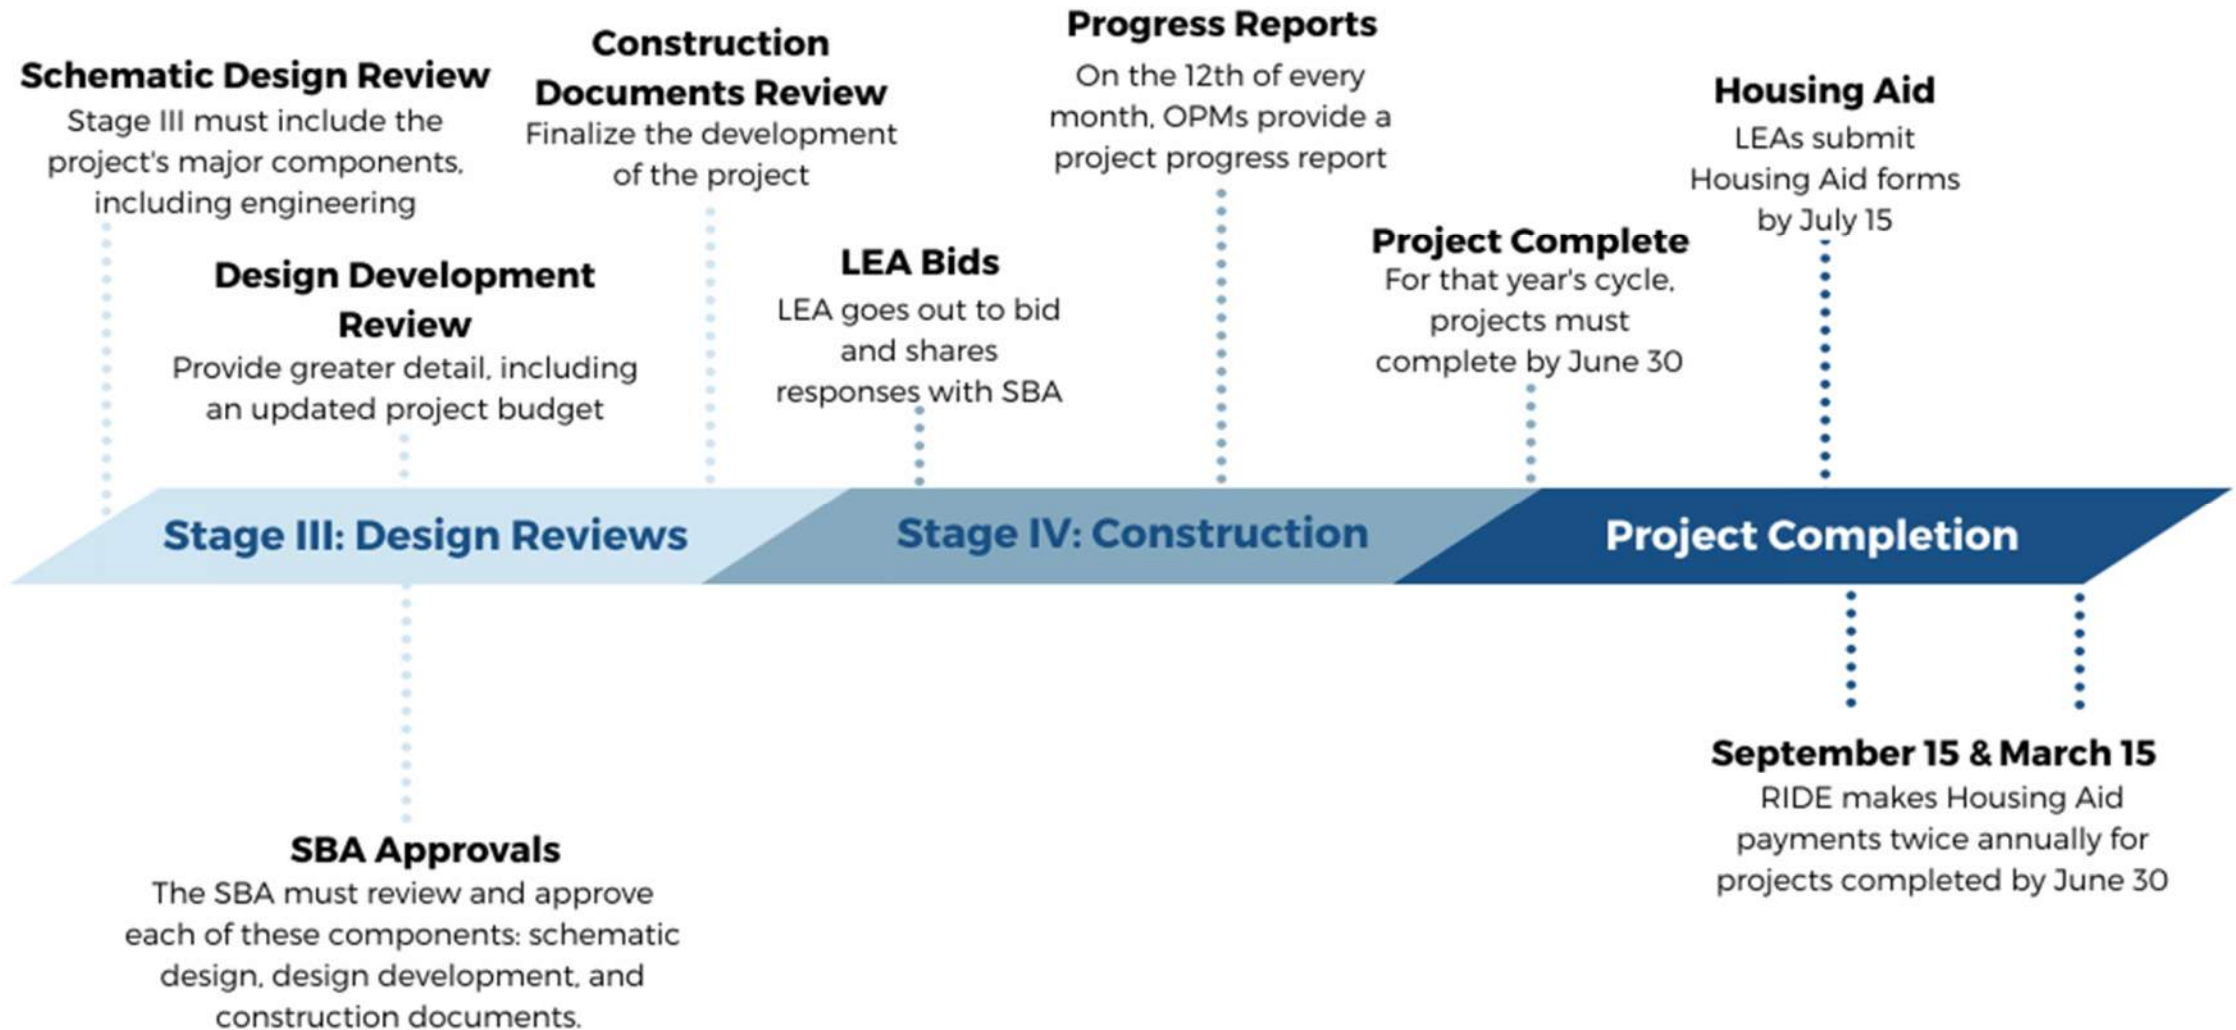 Schematic Design Review
Stage III must include the
project's major components,
including engineering
Design Development
Review
Provide greater detail, including
an updated project budget
Construction
Documents Review
Finalize the development
of the project
LEA Bids
LEA goes out to bid
and shares
responses with SBA
Progress Reports
On the 12th of every
month, OPMs provide a
project progress report
Project Complete
For that year's cycle,
projects must
complete by June 30
Housing Aid
LEAs submit
Housing Aid forms
by July 15
Stage III: Design Reviews
Stage IV: Construction
Project Completion
SBA Approvals
The SBA must review and approve
each of these components: schematic
design, design development, and
construction documents.
September 15 & March 15
RIDE makes Housing Aid
payments twice annually for
projects completed by June 30